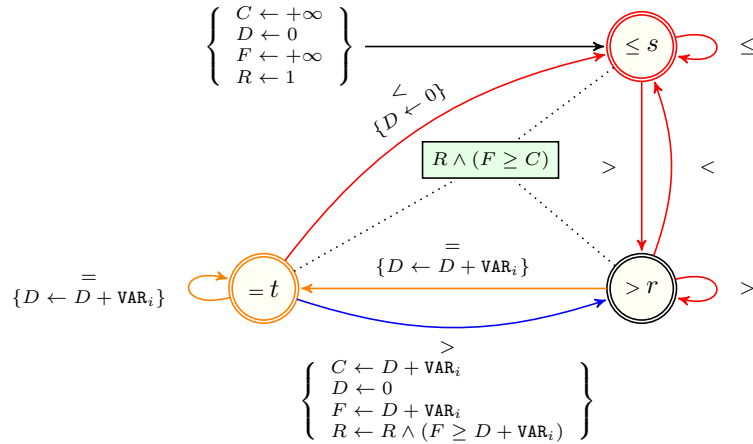 C ← +∞
D ← 0
F ← +∞
R ← 1
≤ s
≤
<
{D ← 0}
R ∧ (F ≥ C)
>
<
=
{D ← D + VAR_i}
=
{D ← D + VAR_i}
= t
> r
>
>
C ← D + VAR_i
D ← 0
F ← D + VAR_i
R ← R ∧ (F ≥ D + VAR_i)